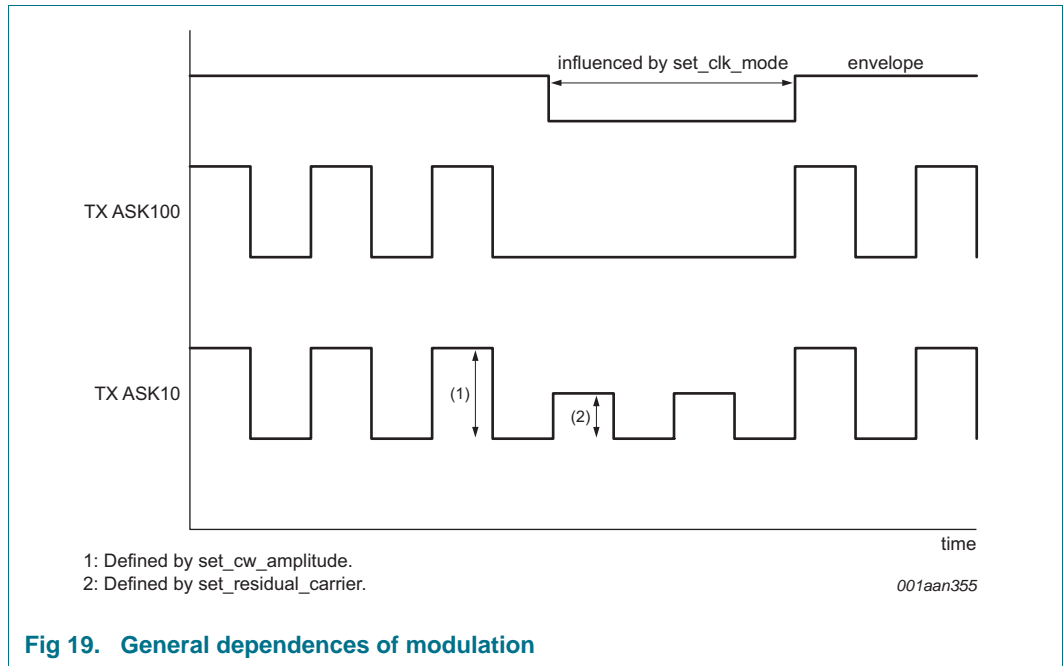 influenced by set_clk_mode
envelope
TX ASK100
TX ASK10
(1)
(2)
time
1: Defined by set_cw_amplitude.
2: Defined by set_residual_carrier.
001aan355
Fig 19. General dependences of modulation